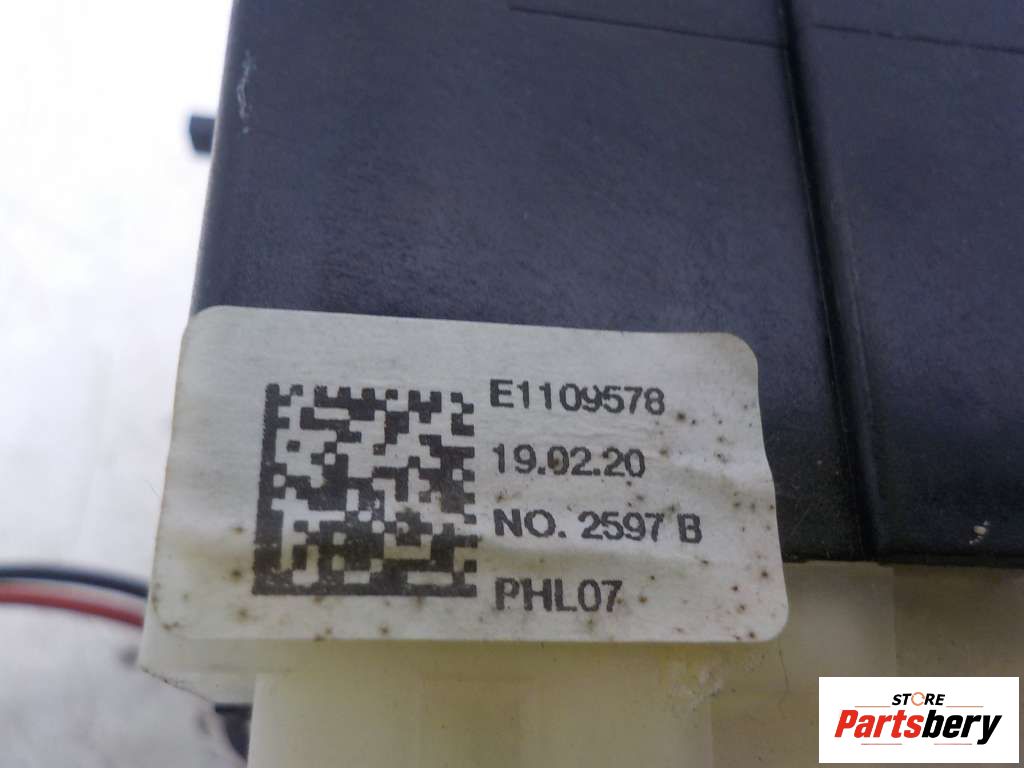 E1109578
19.02.20
NO. 2597 B
PHL07
STORE
Partsbery